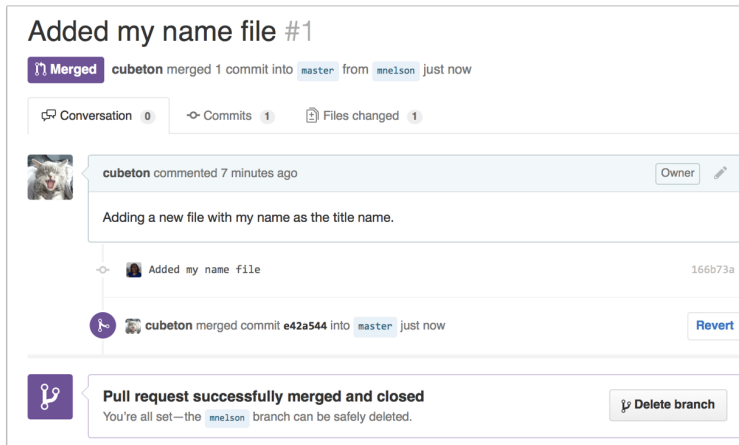 Added my name file #1
Merged cubeton merged 1 commit into master from mnelson just now
Conversation 0 Commits 1 Files changed 1
cubeton commented 7 minutes ago Owner
Adding a new file with my name as the title name.
Added my name file 166b73a
cubeton merged commit e42a544 into master just now Revert
Pull request successfully merged and closed
You're all set—the mnelson branch can be safely deleted. Delete branch